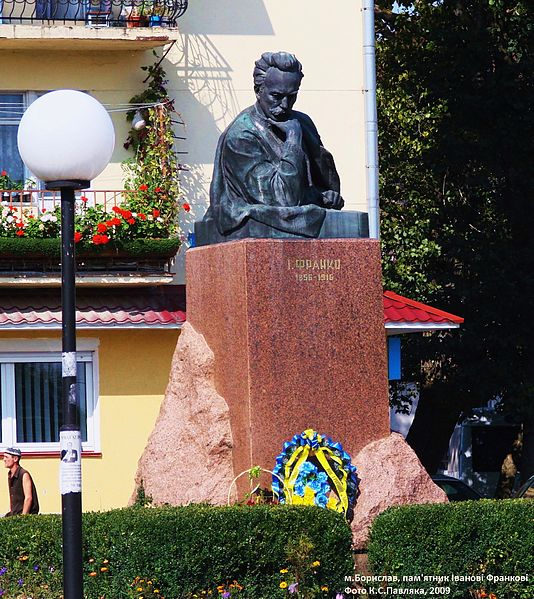 І.ФРАНКО
1856-1916
м.Борислав, пам'ятник Іванові Франкові
Фото К.С.Павляка, 2009